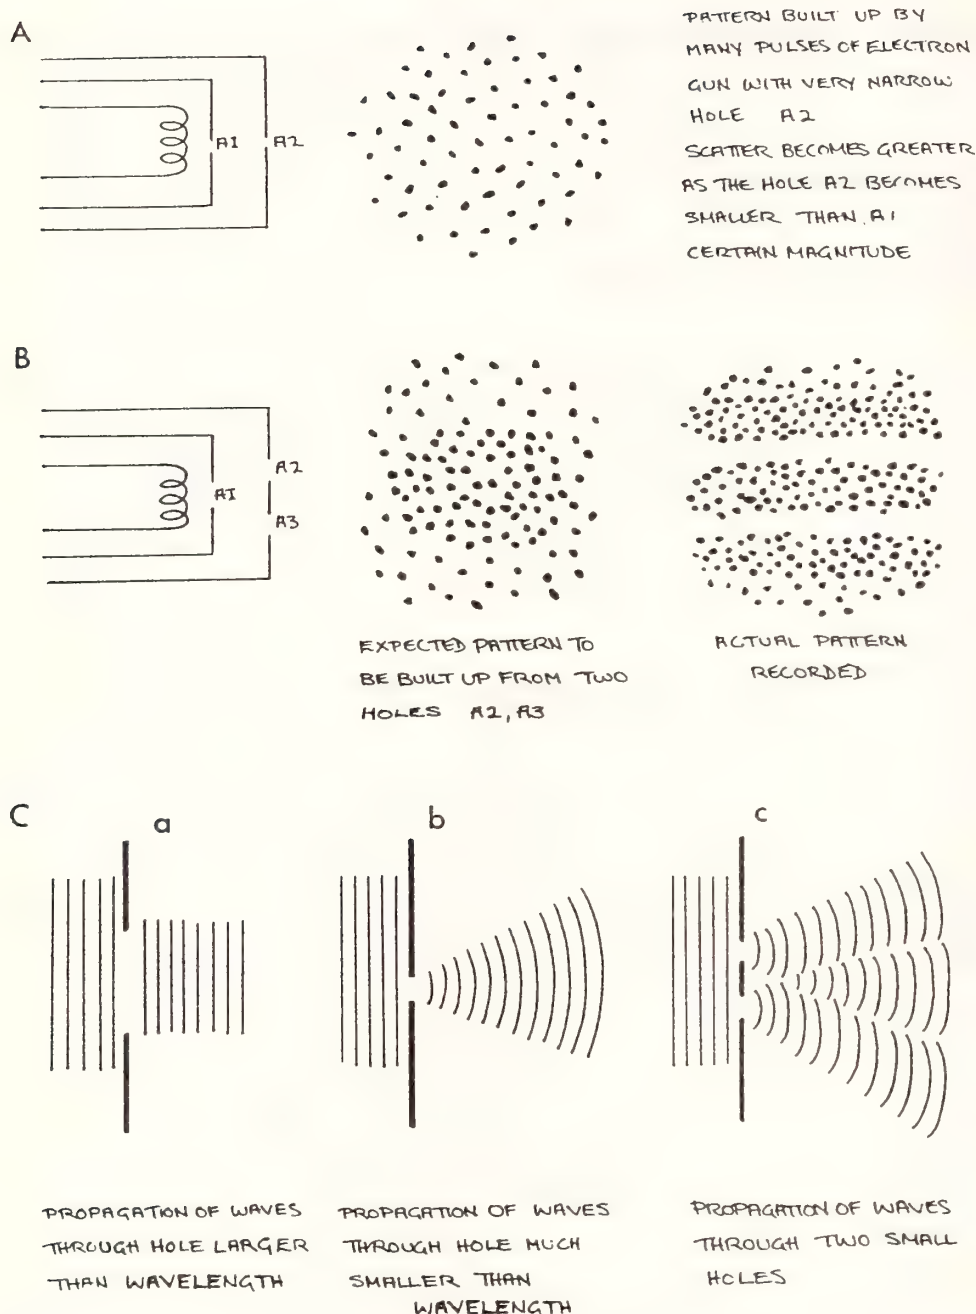 A
A1
A2
PATTERN BUILT UP BY
MANY PULSES OF ELECTRON
GUN WITH VERY NARROW
HOLE A2
SCATTER BECOMES GREATER
AS THE HOLE A2 BECOMES
SMALLER THAN A1
CERTAIN MAGNITUDE
B
A1
A2
A3
EXPECTED PATTERN TO
BE BUILT UP FROM TWO
HOLES A2, A3
ACTUAL PATTERN
RECORDED
C
a
b
c
PROPAGATION OF WAVES
THROUGH HOLE LARGER
THAN WAVELENGTH
PROPAGATION OF WAVES
THROUGH HOLE MUCH
SMALLER THAN
WAVELENGTH
PROPAGATION OF WAVES
THROUGH TWO SMALL
HOLES